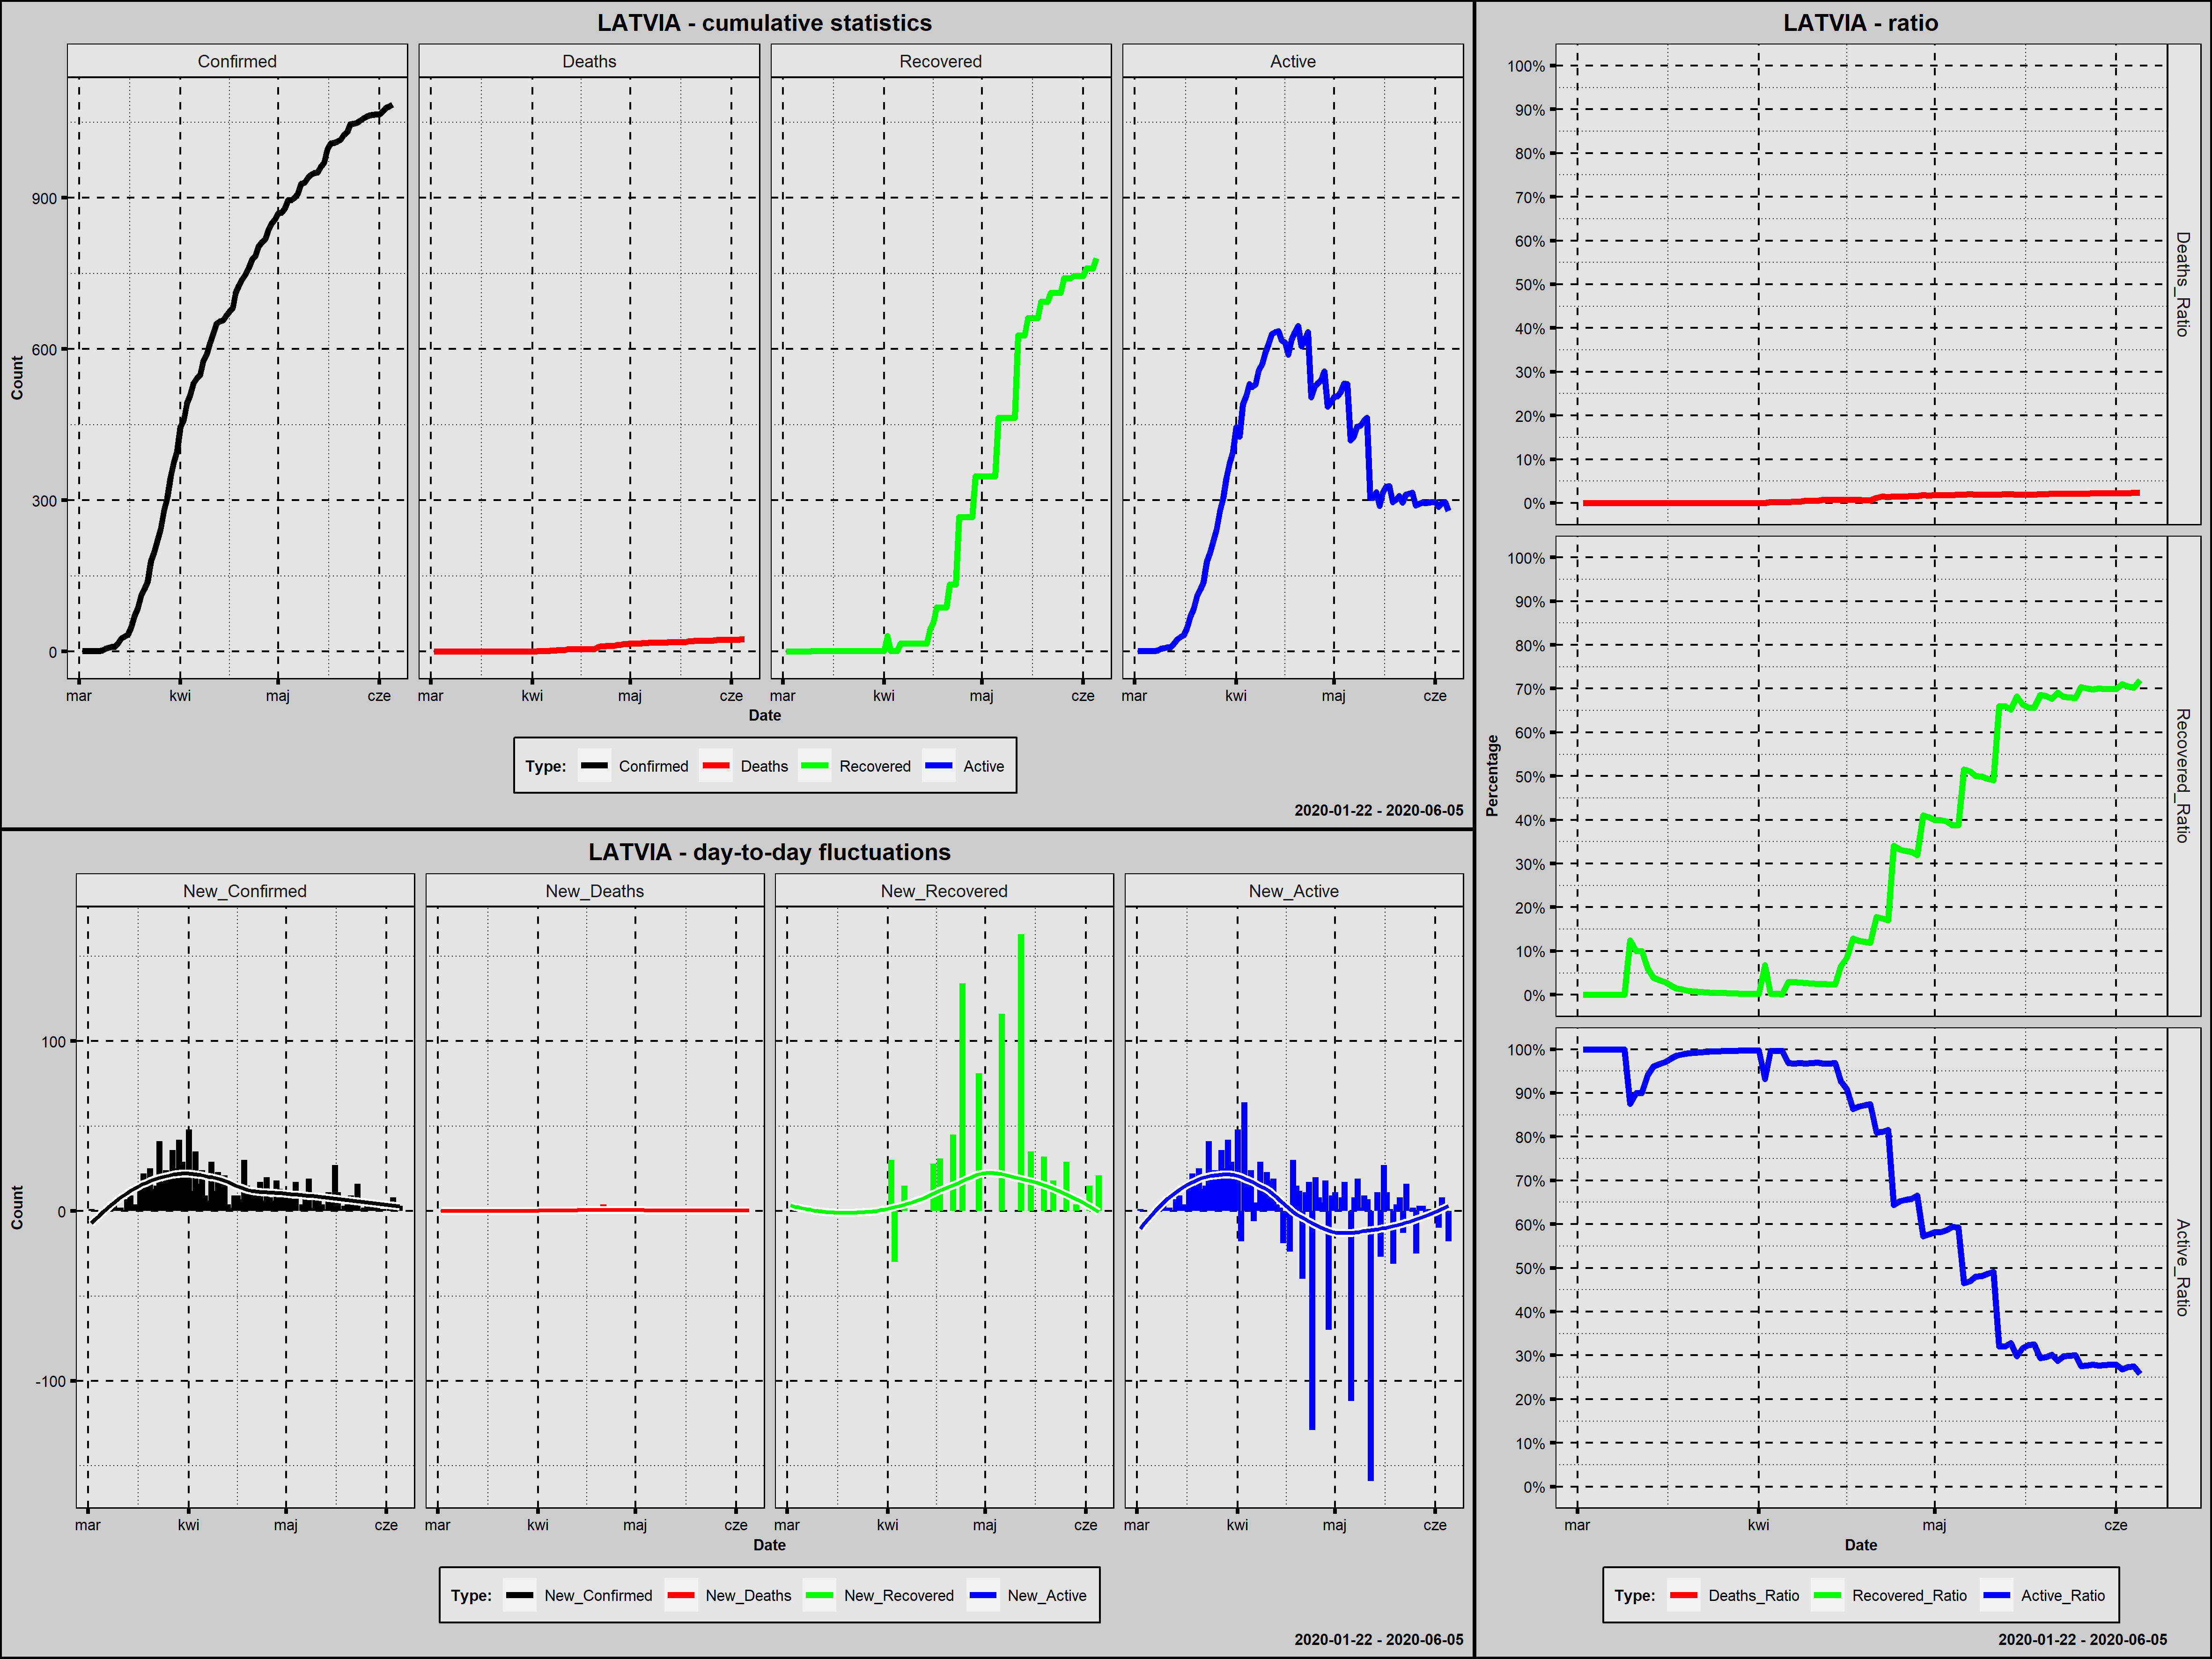 LATVIA - cumulative statistics
Confirmed Deaths Recovered Active
900
600
300
0
Count
mar kwi maj cze mar kwi maj cze mar kwi maj cze mar kwi maj cze
Date
Type: Confirmed Deaths Recovered Active
2020-01-22 - 2020-06-05
LATVIA - day-to-day fluctuations
New_Confirmed New_Deaths New_Recovered New_Active
100
0
-100
Count
mar kwi maj cze mar kwi maj cze mar kwi maj cze mar kwi maj cze
Date
Type: New_Confirmed New_Deaths New_Recovered New_Active
2020-01-22 - 2020-06-05
LATVIA - ratio
100%
90%
80%
70%
60%
50%
40%
30%
20%
10%
0%
Deaths_Ratio
100%
90%
80%
70%
60%
50%
40%
30%
20%
10%
0%
Recovered_Ratio
Percentage
100%
90%
80%
70%
60%
50%
40%
30%
20%
10%
0%
Active_Ratio
mar kwi maj cze
Date
Type: Deaths_Ratio Recovered_Ratio Active_Ratio
2020-01-22 - 2020-06-05